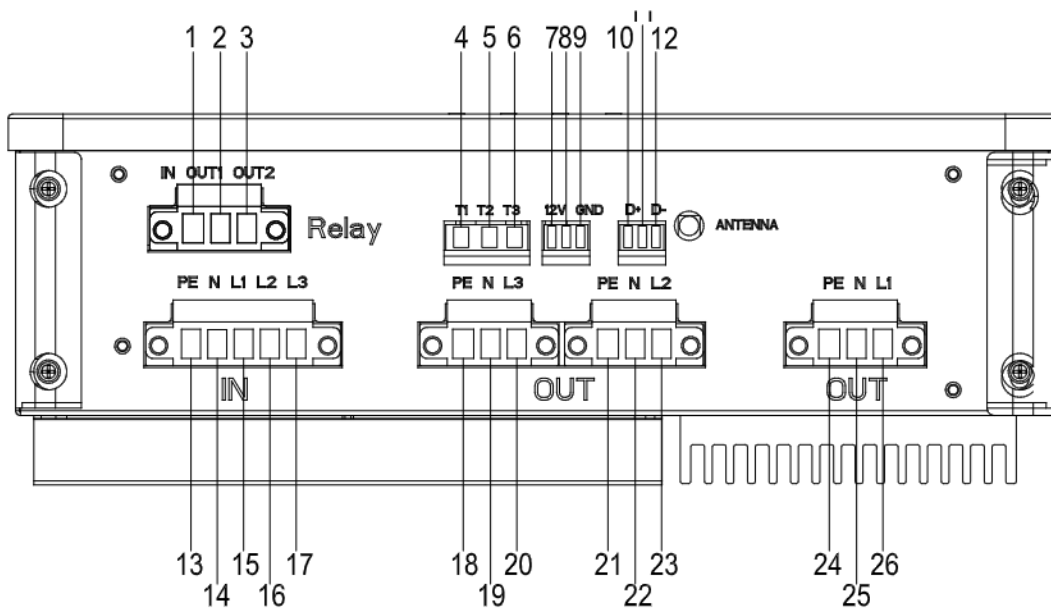 1 2 3 4 5 6 7 8 9 10 12
IN OUT1 OUT2
Relay
T1 T2 T3 12V GND D+ D-
ANTENNA
PE N L1 L2 L3 PE N L3 PE N L2 PE N L1
IN OUT OUT
13 15 17 18 20 21 23 24 26
14 16 19 22 25